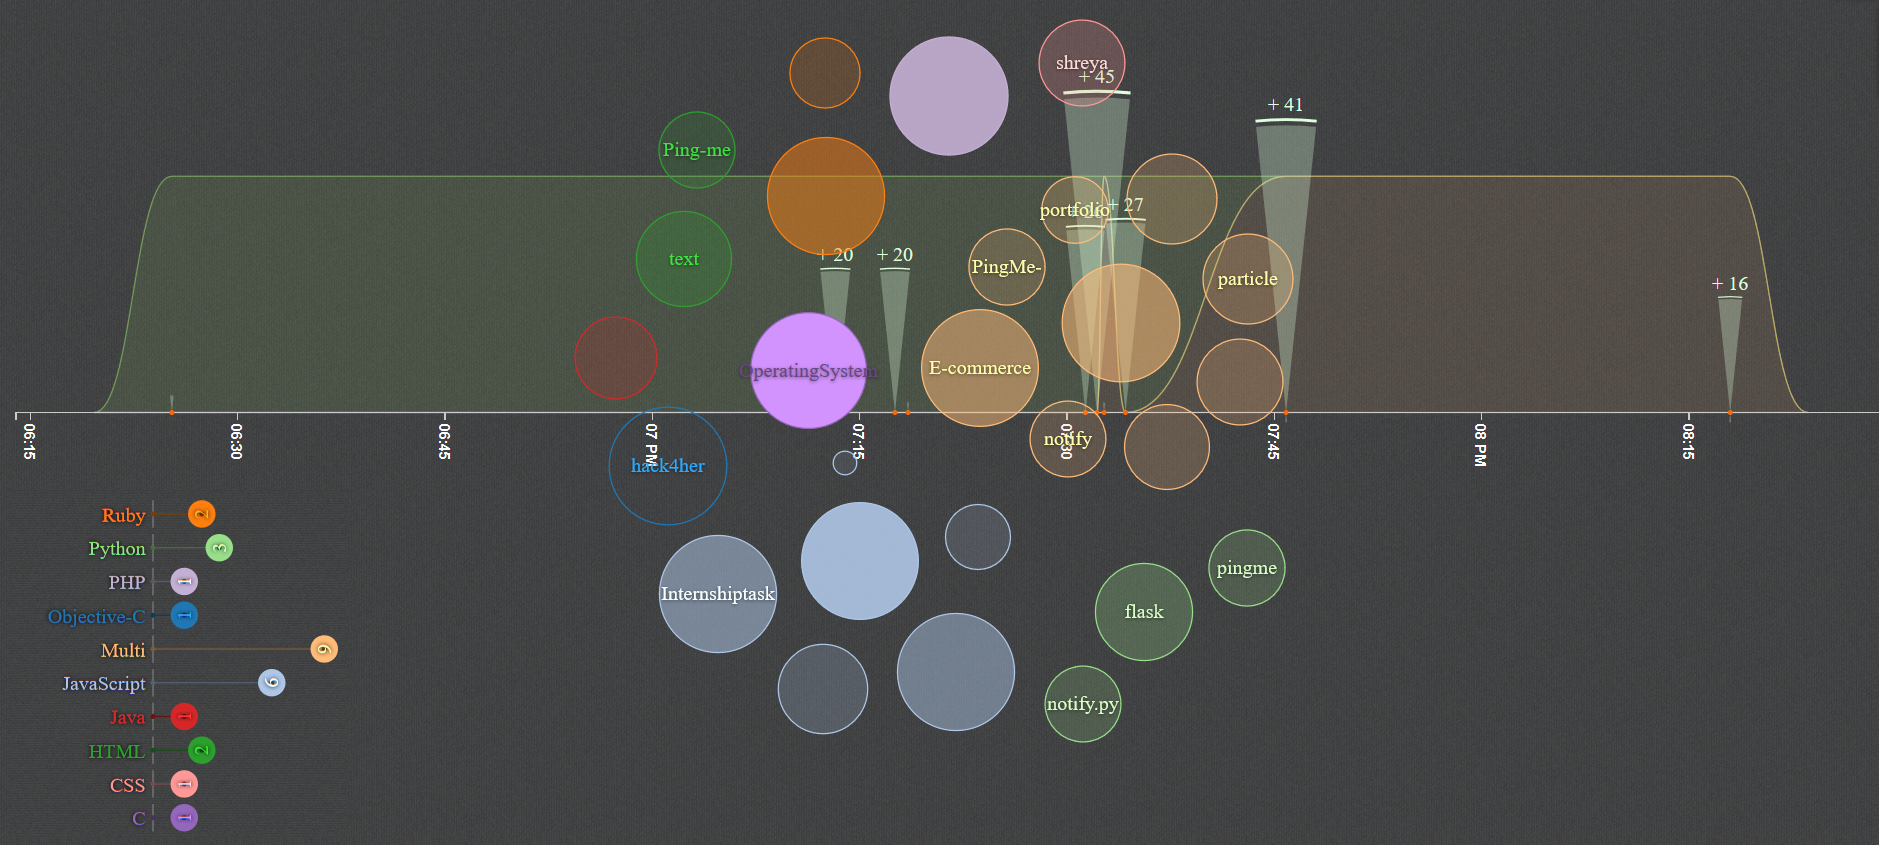 shreya
+ 45
+ 41
Ping-me
portfolio
+ 27
text
+ 20
+ 20
PingMe-
particle
+ 16
OperatingSystem
E-commerce
notify
06:15
06:30
06:45
07 PM
07:15
07:30
07:45
08 PM
08:15
hack4her
Internshiptask
pingme
flask
notify.py
Ruby 2
Python 3
PHP 1
Objective-C 1
Multi 9
JavaScript 6
Java 1
HTML 2
CSS 1
C 1